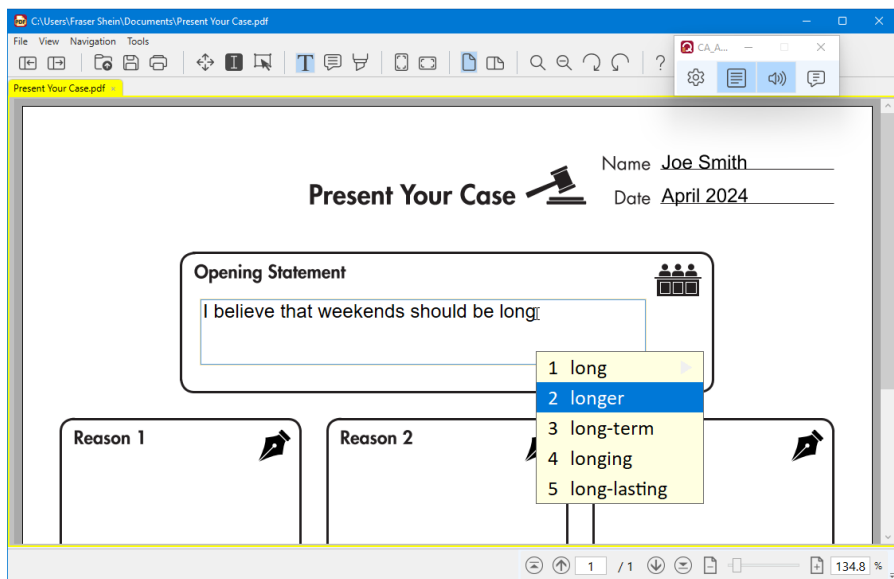 C:\Users\Fraser Shein\Documents\Present Your Case.pdf
File View Navigation Tools
CA_A...
Present Your Case.pdf
Name Joe Smith
Present Your Case
Date April 2024
Opening Statement
I believe that weekends should be long
1 long
2 longer
3 long-term
4 longing
5 long-lasting
Reason 1
Reason 2
1 / 1
134.8 %